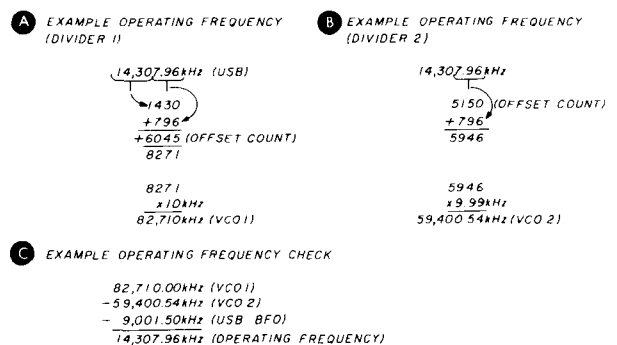 A EXAMPLE OPERATING FREQUENCY
(DIVIDER 1)
14,307.96kHz (USB)
1430
+796
+6045 (OFFSET COUNT)
8271
8271
x10kHz
82,710kHz (VCO1)
B EXAMPLE OPERATING FREQUENCY
(DIVIDER 2)
14,307.96kHz
5150 (OFFSET COUNT)
+796
5946
5946
x9.99kHz
59,400.54kHz (VCO 2)
C EXAMPLE OPERATING FREQUENCY CHECK
82,710.00kHz (VCO1)
-59,400.54kHz (VCO 2)
- 9,001.50kHz (USB BFO)
14,307.96kHz (OPERATING FREQUENCY)